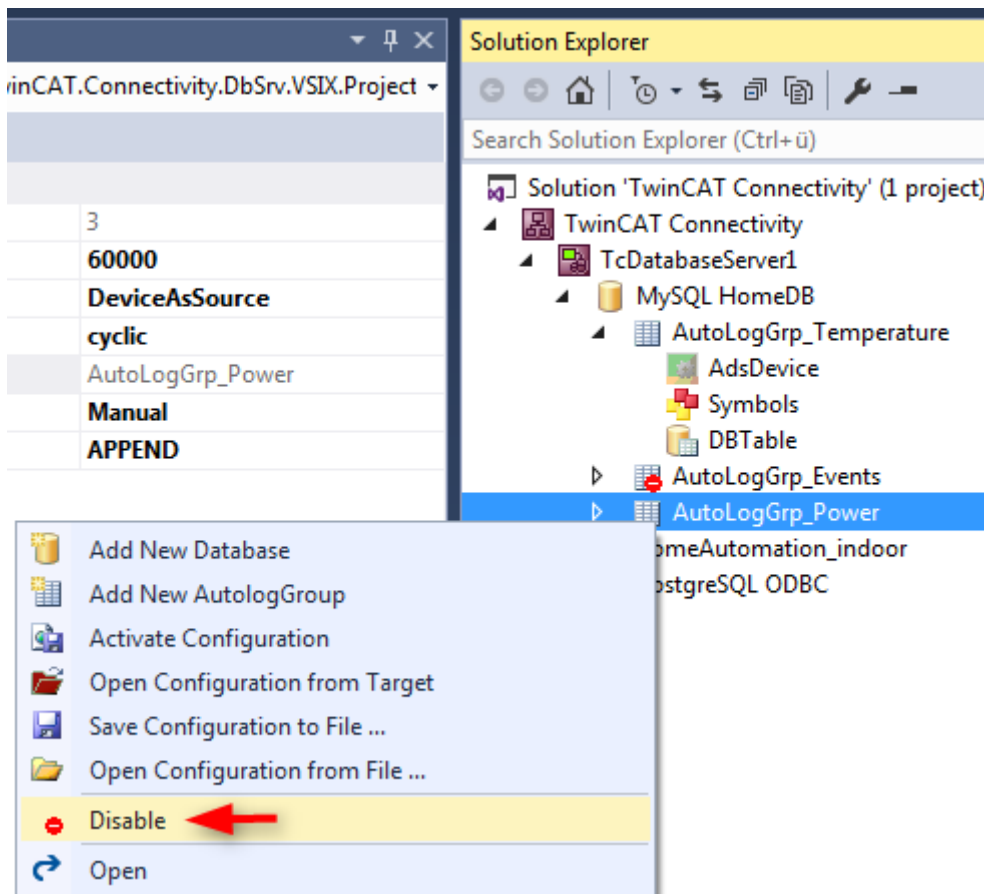 Solution Explorer
inCAT.Connectivity.DbSrv.VSIX.Project
Search Solution Explorer (Ctrl+ü)
Solution 'TwinCAT Connectivity' (1 project)
3
TwinCAT Connectivity
60000
TcDatabaseServer1
DeviceAsSource
MySQL HomeDB
cyclic
AutoLogGrp_Temperature
AutoLogGrp_Power
AdsDevice
Manual
Symbols
APPEND
DBTable
AutoLogGrp_Events
AutoLogGrp_Power
omeAutomation_indoor
ostgreSQL ODBC
Add New Database
Add New AutologGroup
Activate Configuration
Open Configuration from Target
Save Configuration to File ...
Open Configuration from File ...
Disable
Open